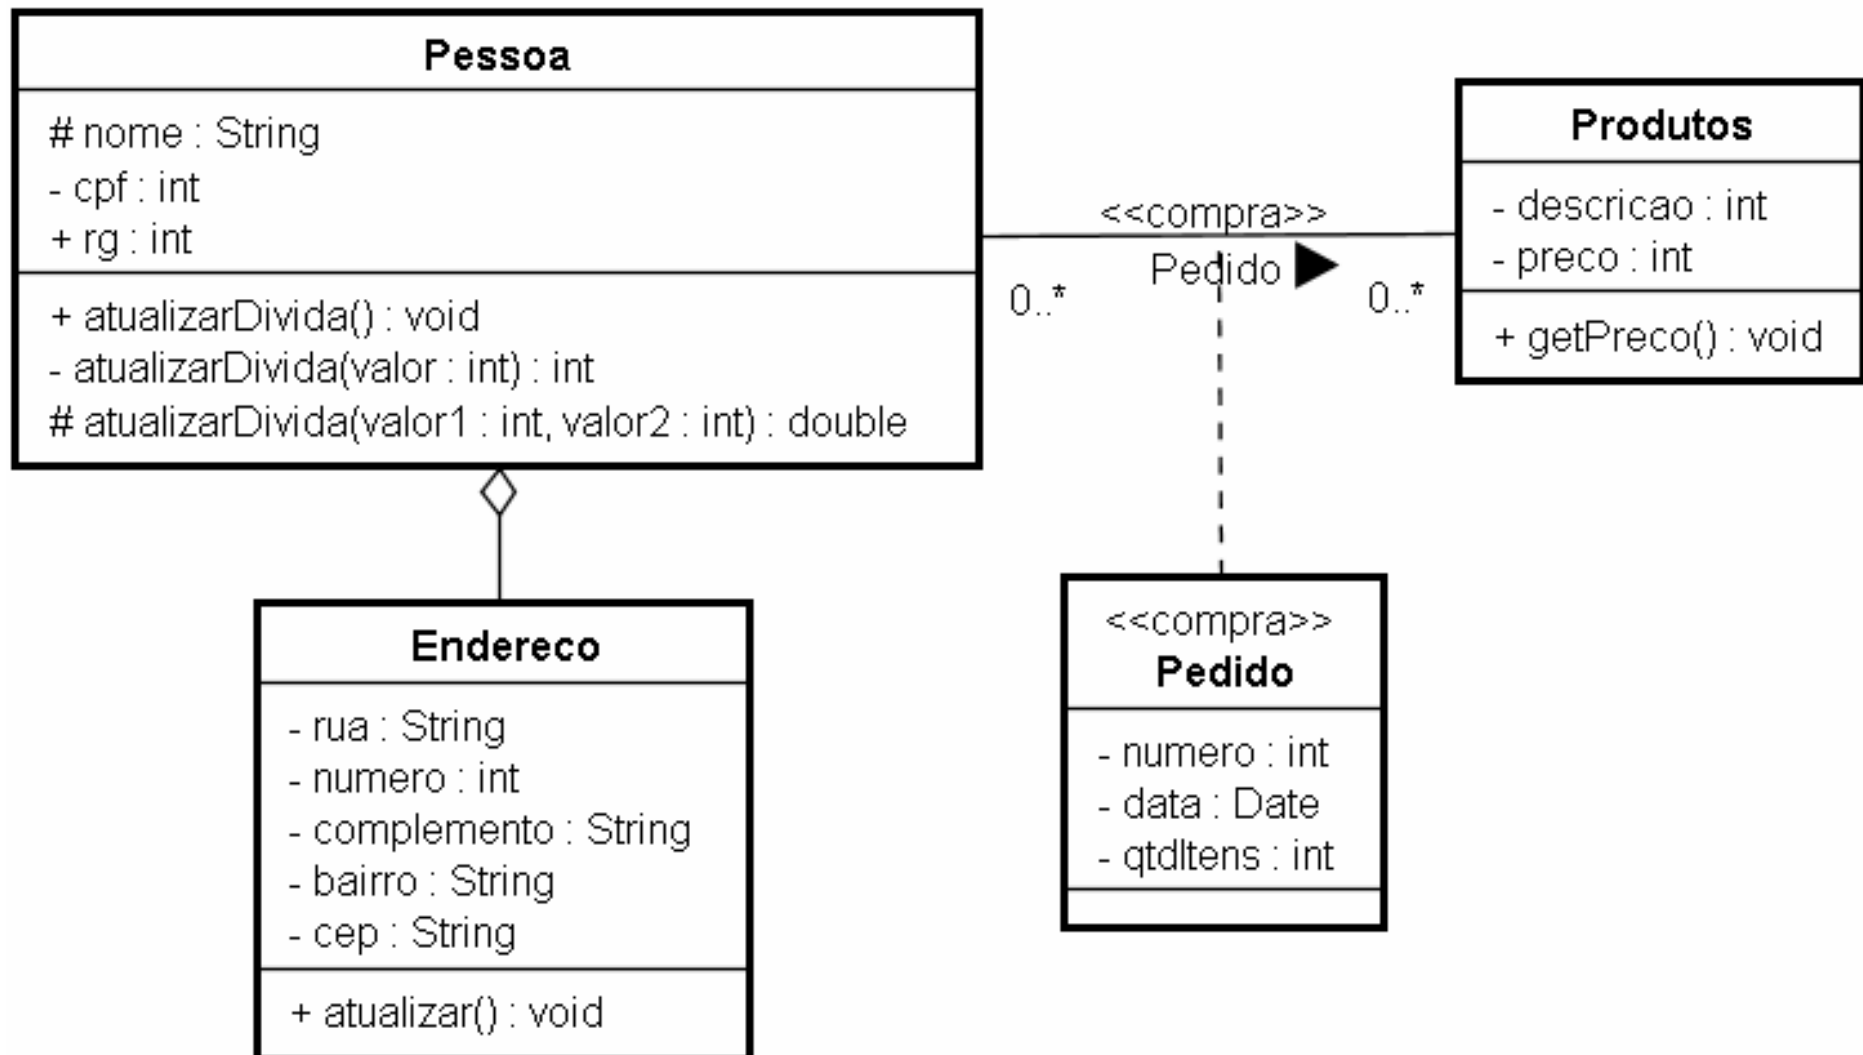 Pessoa
# nome : String
- cpf : int
+ rg : int
+ atualizarDivida() : void
- atualizarDivida(valor : int) : int
# atualizarDivida(valor1 : int, valor2 : int) : double
<<compra>>
Pedido
0..*
0..*
Produtos
- descricao : int
- preco : int
+ getPreco() : void
Endereco
- rua : String
- numero : int
- complemento : String
- bairro : String
- cep : String
+ atualizar() : void
<<compra>>
Pedido
- numero : int
- data : Date
- qtdItens : int